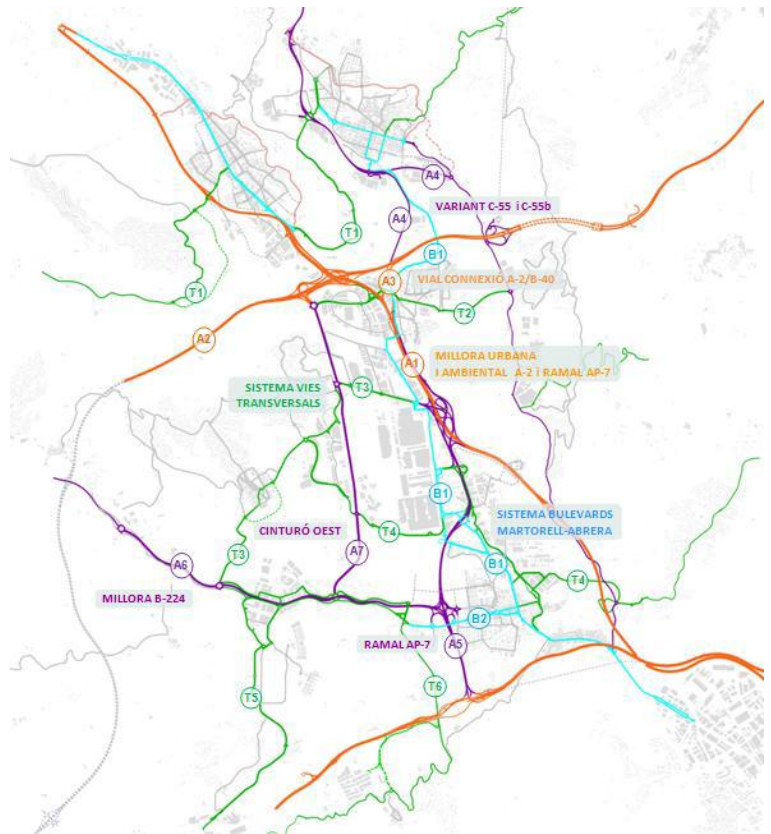 A4
VARIANT C-55 i C-55b
A4
T1
B1
A3
VIAL CONNEXIÓ A-2/B-40
T1
T2
A2
A1
MILLORA URBANA
I AMBIENTAL A-2 i RAMAL AP-7
SISTEMA VIES
TRANSVERSALS
T3
B1
SISTEMA BULEVARDS
MARTORELL-ABRERA
CINTURÓ OEST
T4
T3
A7
B1
T4
A6
MILLORA B-224
B2
RAMAL AP-7
A5
T6
T5